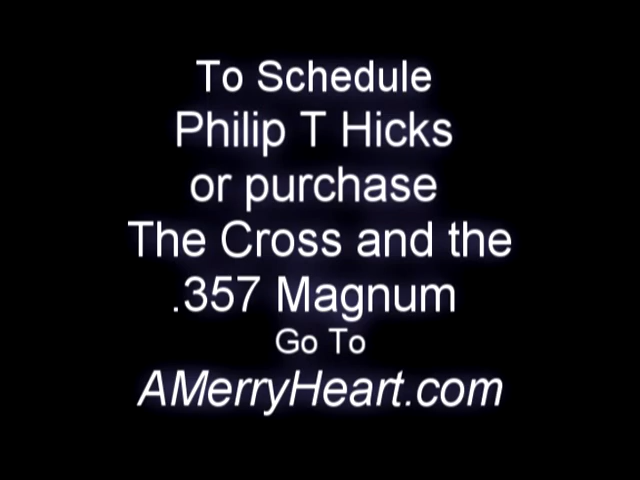 To Schedule
Philip T Hicks
or purchase
The Cross and the
.357 Magnum
Go To
AMerryHeart.com